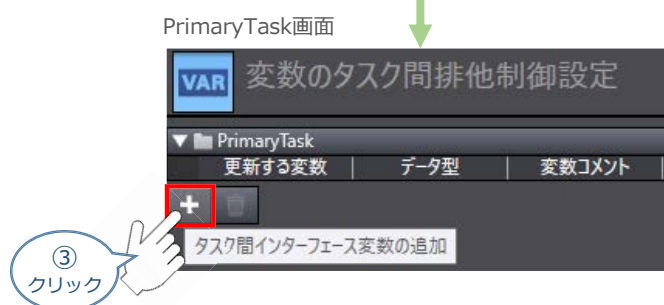 PrimaryTask画面
VAR 変数のタスク間排他制御設定
▼ PrimaryTask
更新する変数 | データ型 | 変数コメント |
+
タスク間インターフェース変数の追加
③
クリック